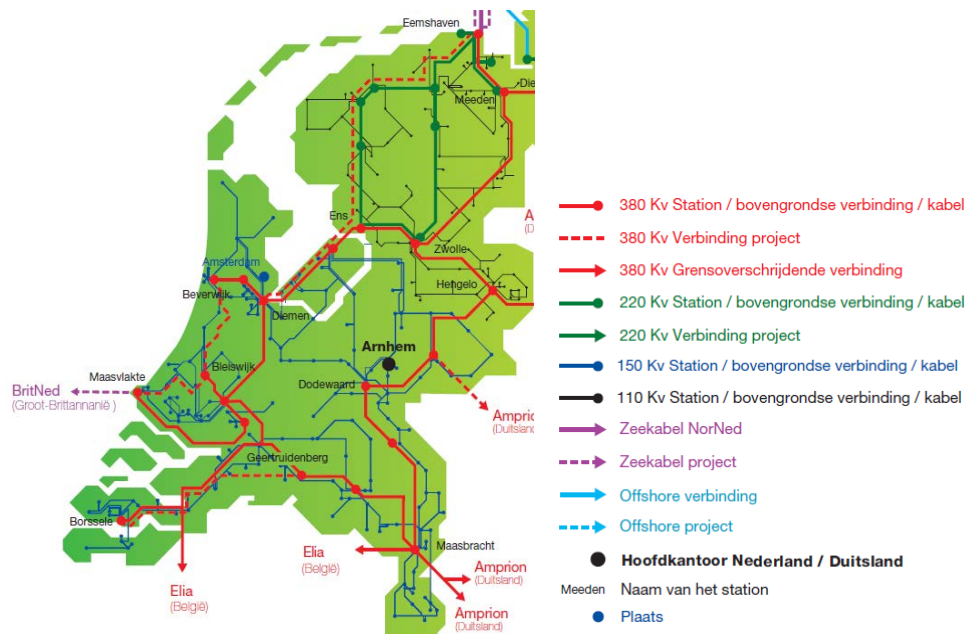 Eemshaven
Meeden
Die
Ens
A
(D
Zwolle
Amsterdam
Hengelo
Beverwijk
Diemen
Arnhem
Bleiswijk
Maasvlakte
BritNed
(Groot-Brittannanië )
Dodewaard
Amprion
(Duitsland
Geertruidenberg
Borssele
Maasbracht
Elia
(België)
Elia
(België)
Amprion
(Duitsland)
Amprion
(Duitsland)
380 Kv Station / bovengrondse verbinding / kabel
380 Kv Verbinding project
380 Kv Grensoverschrijdende verbinding
220 Kv Station / bovengrondse verbinding / kabel
220 Kv Verbinding project
150 Kv Station / bovengrondse verbinding / kabel
110 Kv Station / bovengrondse verbinding / kabel
Zeekabel NorNed
Zeekabel project
Offshore verbinding
Offshore project
Hoofdkantoor Nederland / Duitsland
Meeden Naam van het station
Plaats